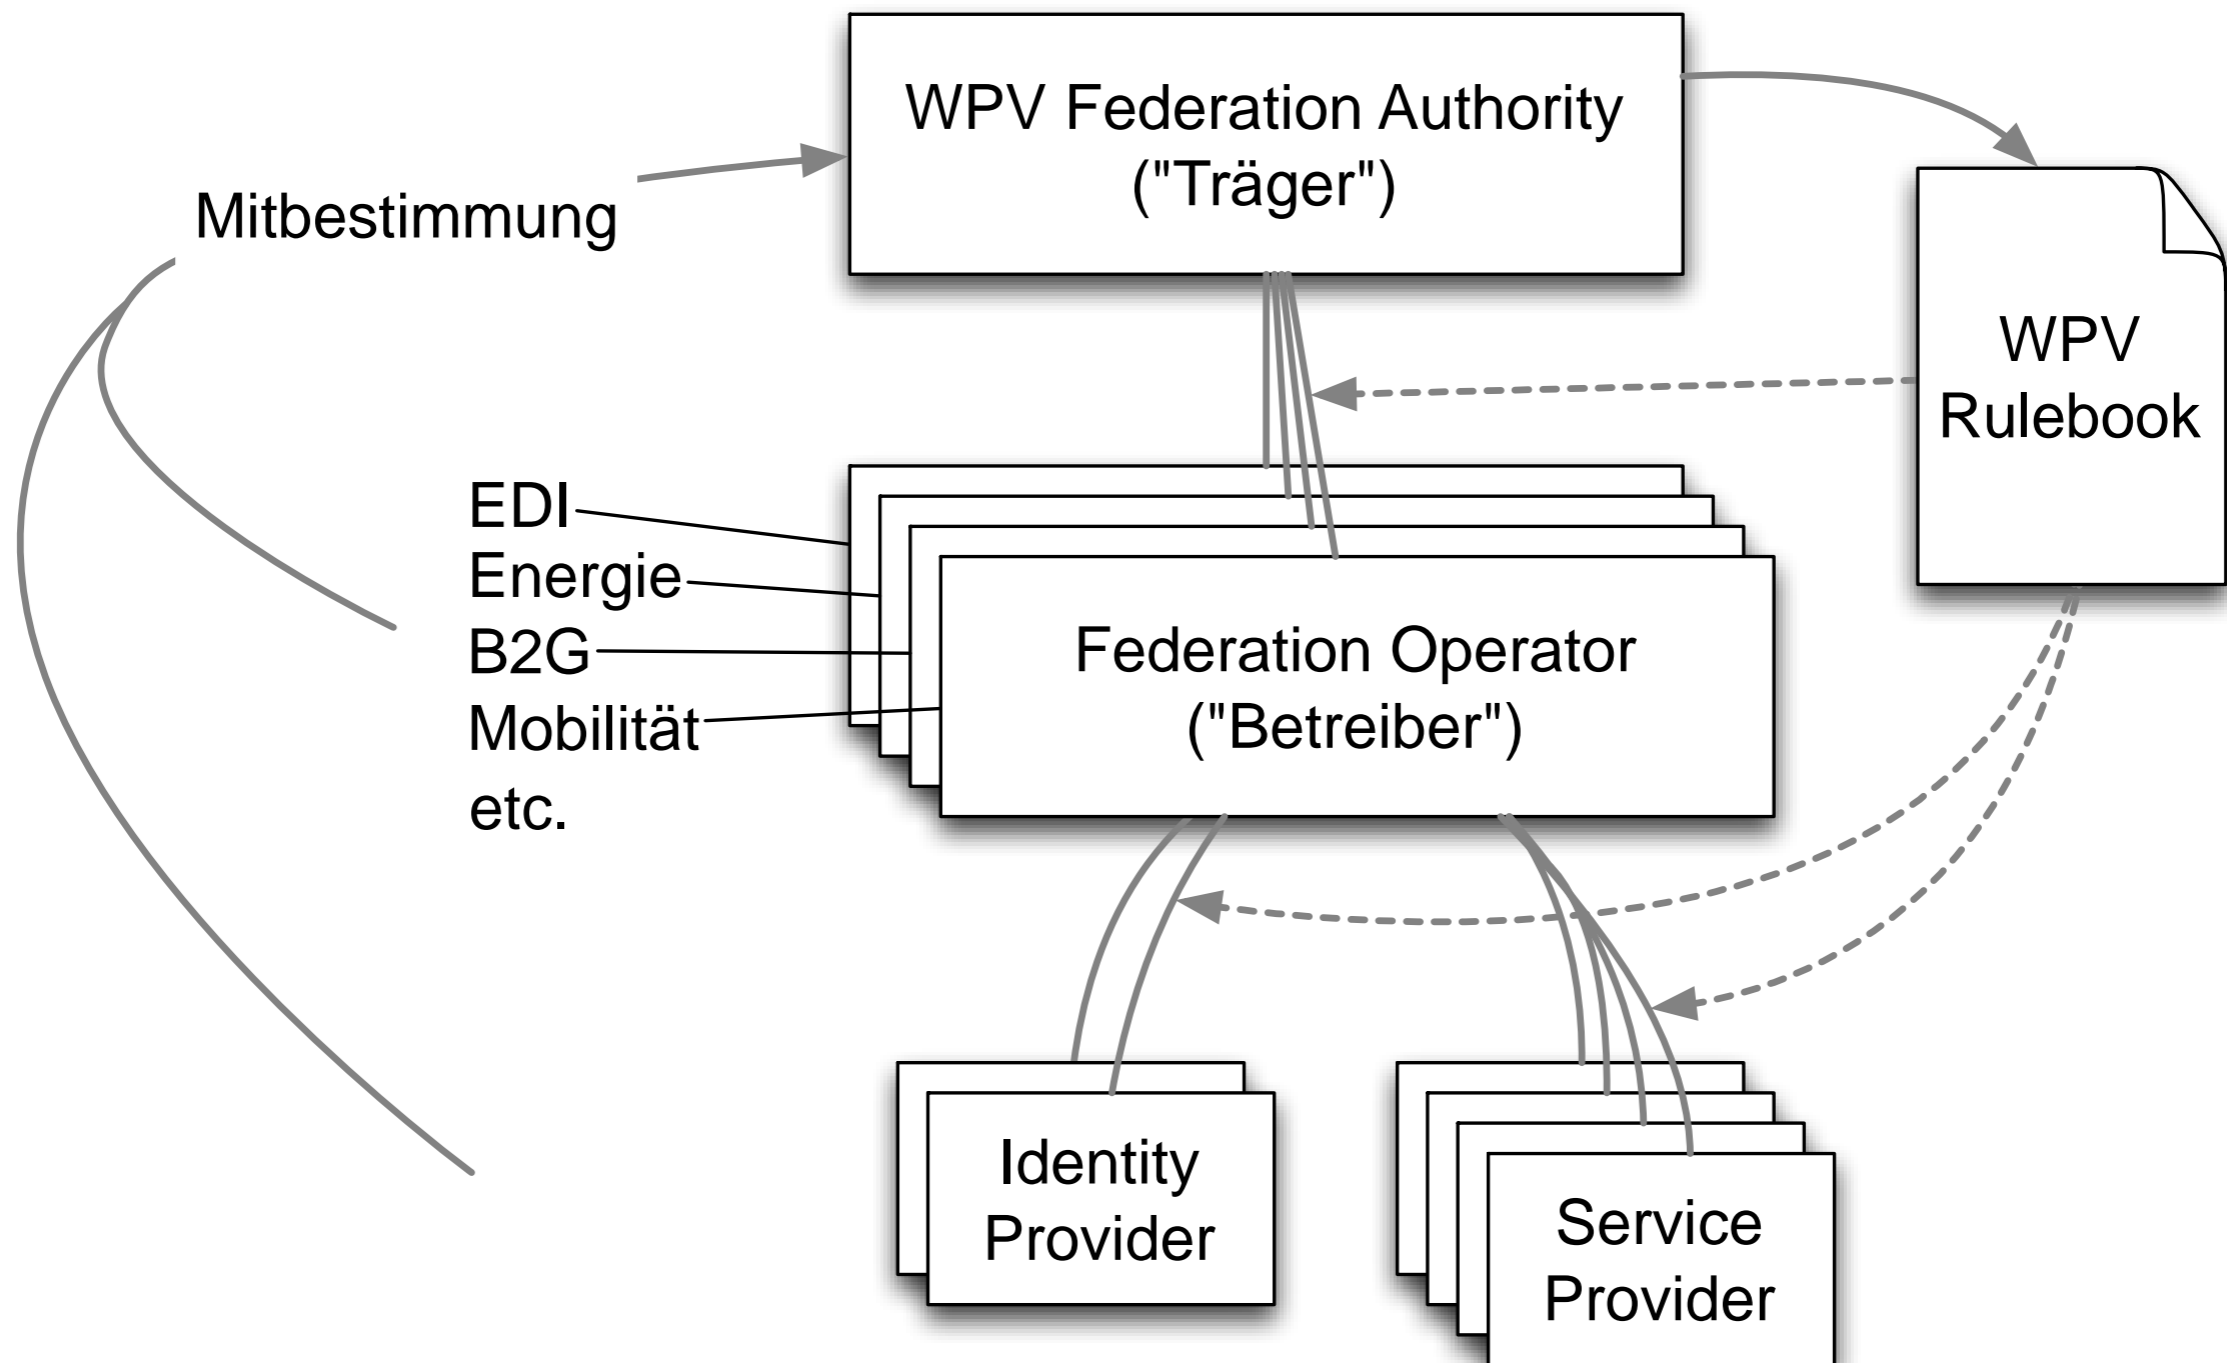 WPV Federation Authority
("Träger")
Mitbestimmung
WPV
Rulebook
EDI
Energie
B2G
Mobilität
etc.
Federation Operator
("Betreiber")
Identity
Provider
Service
Provider